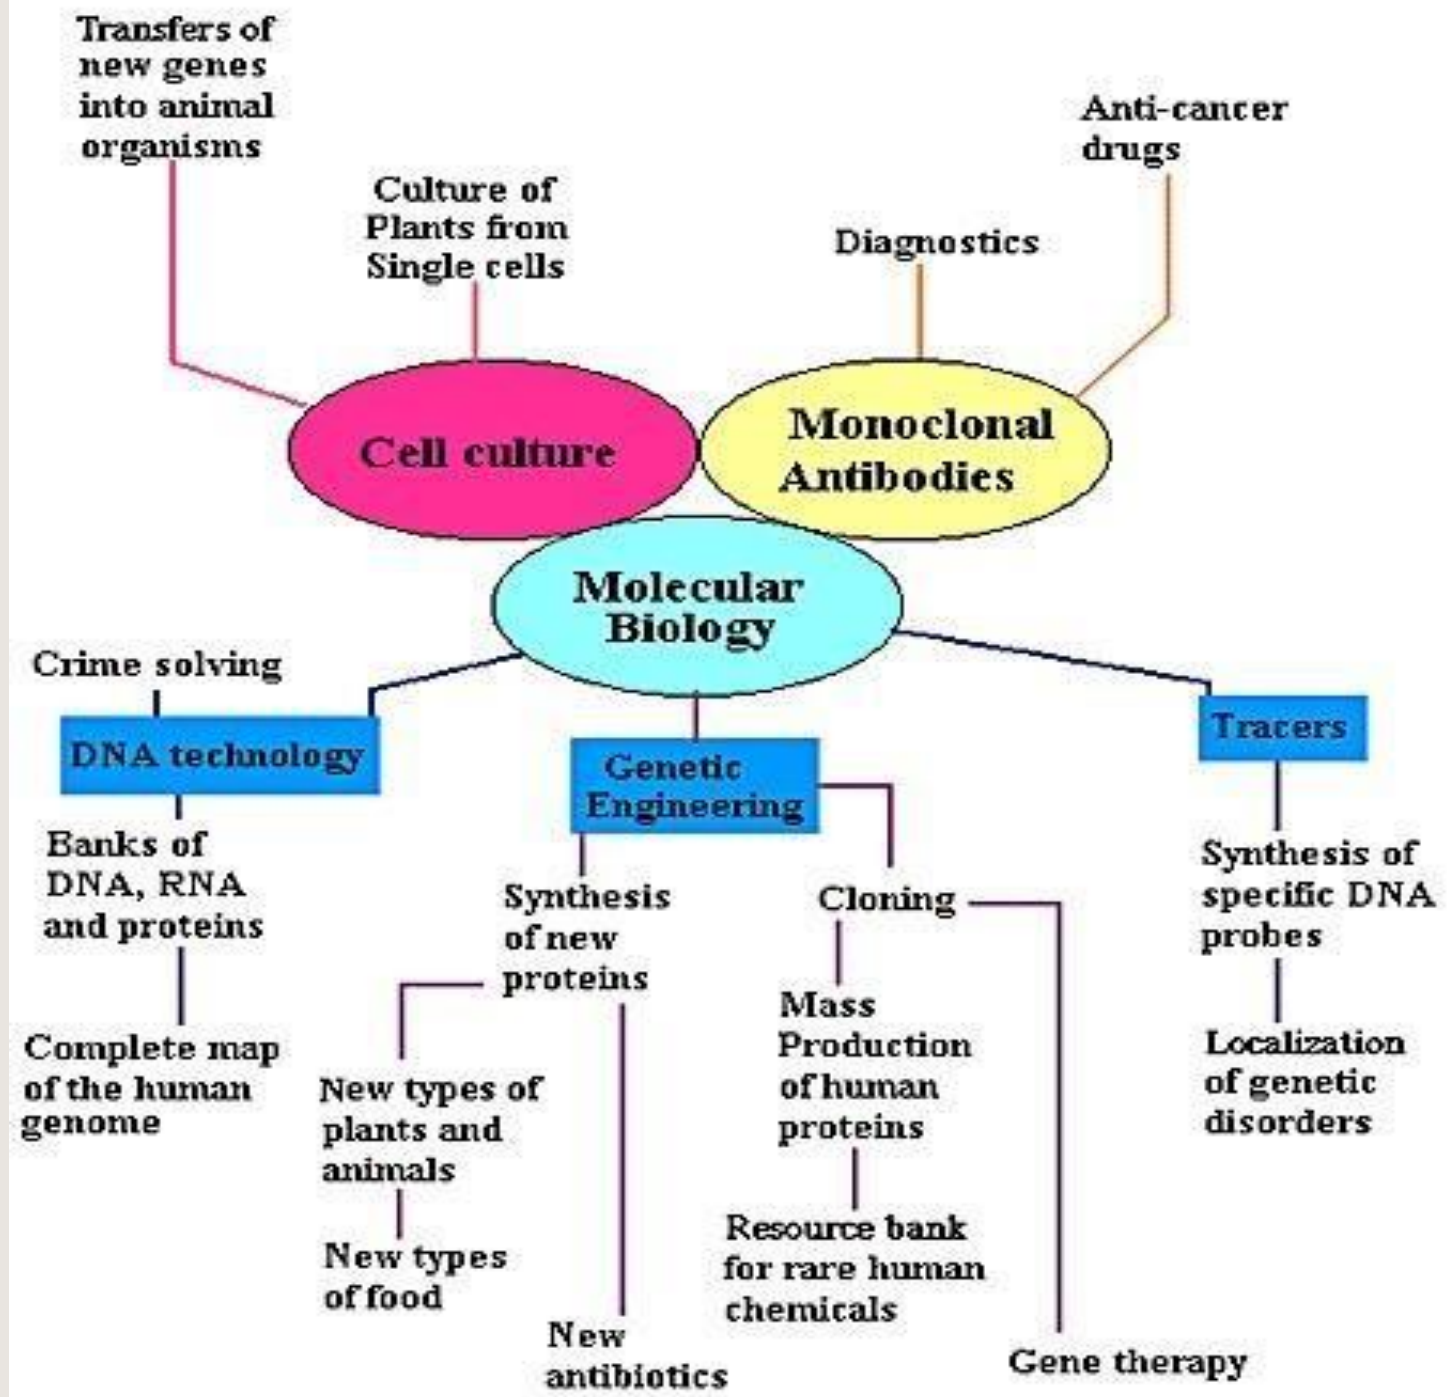 Transfers of
new genes
into animal
organisms
Culture of
Plants from
Single cells
Diagnostics
Anti-cancer
drugs
Cell culture
Monoclonal
Antibodies
Molecular
Biology
Crime solving
DNA technology
Banks of
DNA, RNA
and proteins
Complete map
of the human
genome
Genetic
Engineering
Synthesis
of new
proteins
New types of
plants and
animals
New types
of food
New
antibiotics
Cloning
Mass
Production
of human
proteins
Resource bank
for rare human
chemicals
Gene therapy
Tracers
Synthesis of
specific DNA
probes
Localization
of genetic
disorders